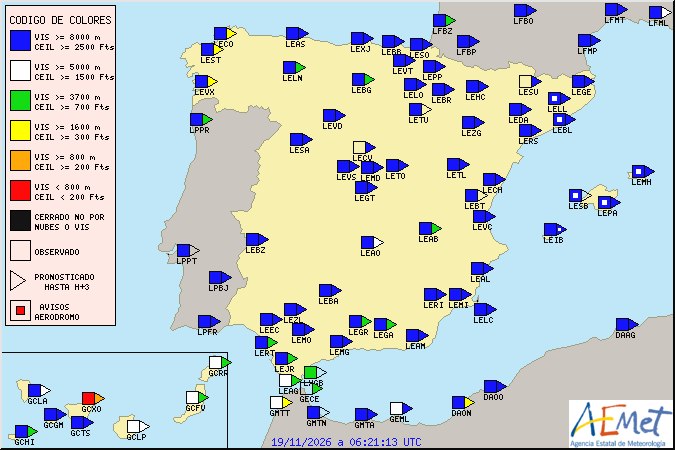 CODIGO DE COLORES
VIS >= 8000 m
CEIL >= 2500 Fts
VIS >= 5000 m
CEIL >= 1500 Fts
VIS >= 3700 m
CEIL >= 700 Fts
VIS >= 1600 m
CEIL >= 300 Fts
VIS >= 800 m
CEIL >= 200 Fts
VIS < 800 m
CEIL < 200 Fts
CERRADO NO POR
NUBES O VIS
OBSERVADO
PRONOSTICADO
HASTA H+3
AVISOS
AERODROMO
LEBO
LFMT
LFML
LFBZ
LECO
LEAS
LEXJ
LEBB
LESO
LFBP
LFMP
LEST
LEVT
LEPP
LELN
LEBG
LEVX
LELO
LEBR
LEHC
LESU
LEGE
LELL
LETU
LEDA
LEBL
LPPR
LEVD
LEZG
LERS
LESA
LECV
LEVS
LEMD
LETO
LETL
LEMH
LEGT
LECH
LEBT
LESB
LEPA
LEVC
LEAB
LEIB
LEBZ
LEAO
LPPT
LEAL
LPBJ
LEBA
LERI
LEMI
LEZL
LELC
LPFR
LEEC
LEMO
LEGR
LEGA
DAAG
LERT
LEMG
LEAM
LEJR
GCRR
LXGB
LEAG
GECE
DAOO
GCLA
GCXO
GCFV
GMTT
GEML
DAON
GCGM
GCTS
GMTN
GMTA
GCHI
GCLP
19/11/2026 a 06:21:13 UTC
AEMet
Agencia Estatal de Meteorología